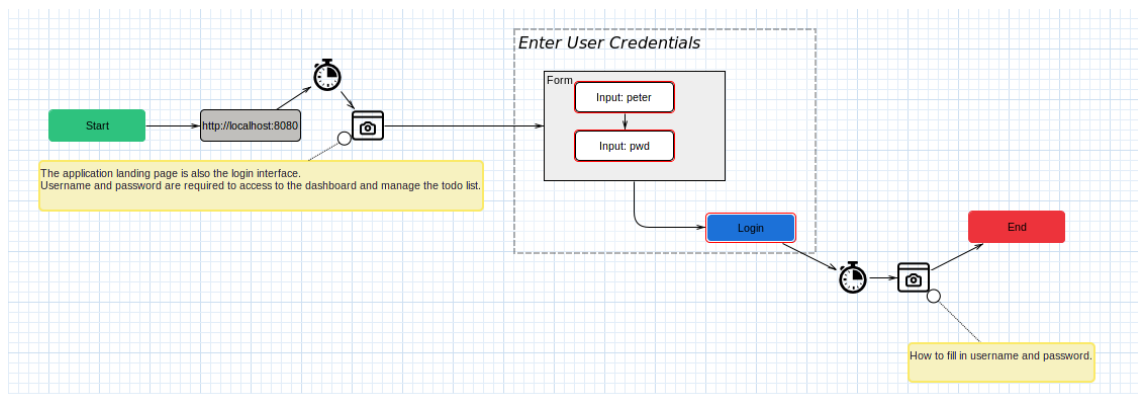 Enter User Credentials
Form
Input: peter
Start
http://localhost:8080
Input: pwd
The application landing page is also the login interface.
Username and password are required to access to the dashboard and manage the todo list.
Login
End
How to fill in username and password.